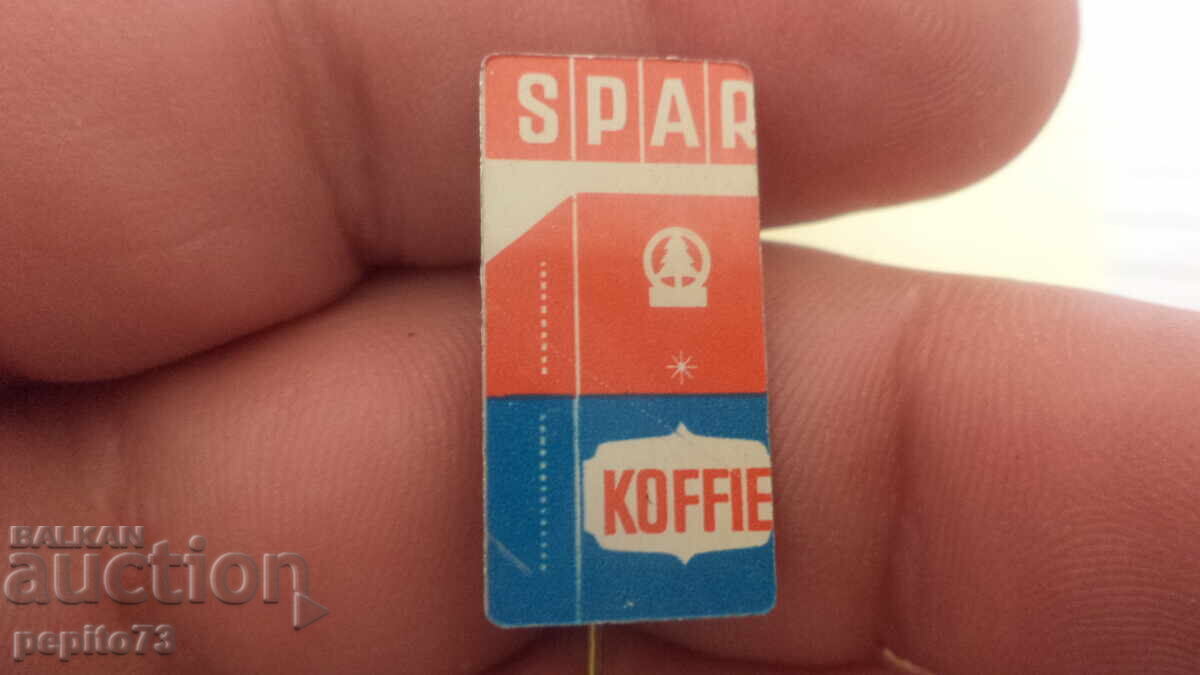 SPAR
KOFFIE
BALKAN
auction
pepito73